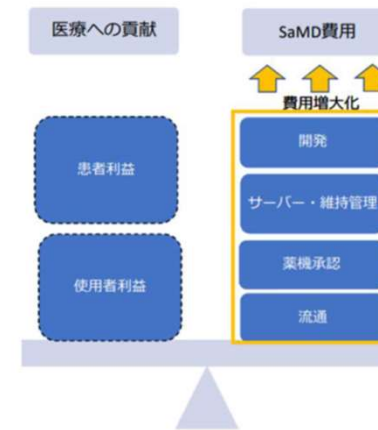 医療への貢献
SaMD費用
費用増大化
患者利益
使用者利益
開発
サーバー・維持管理
薬機承認
流通